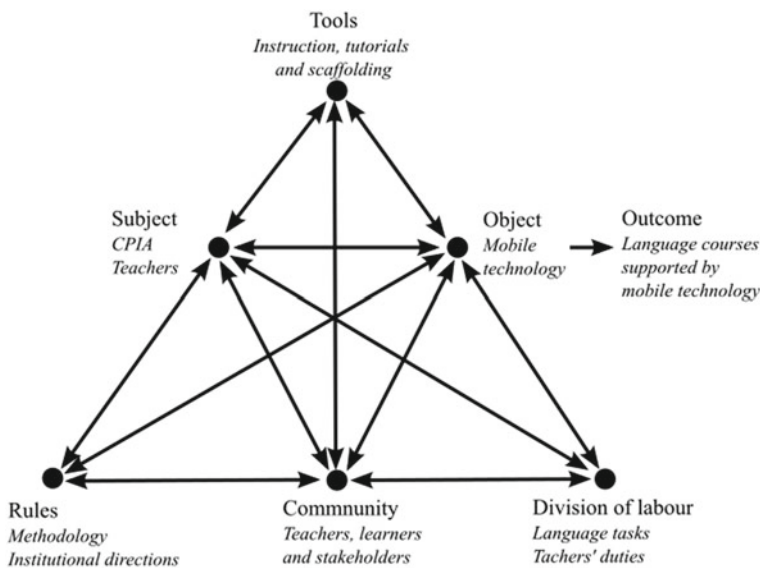 Tools
Instruction, tutorials
and scaffolding
Subject
CPIA
Teachers
Object
Mobile
technology
Outcome
Language courses
supported by
mobile technology
Rules
Methodology
Institutional directions
Commnunity
Teachers, learners
and stakeholders
Division of labour
Language tasks
Tachers' duties